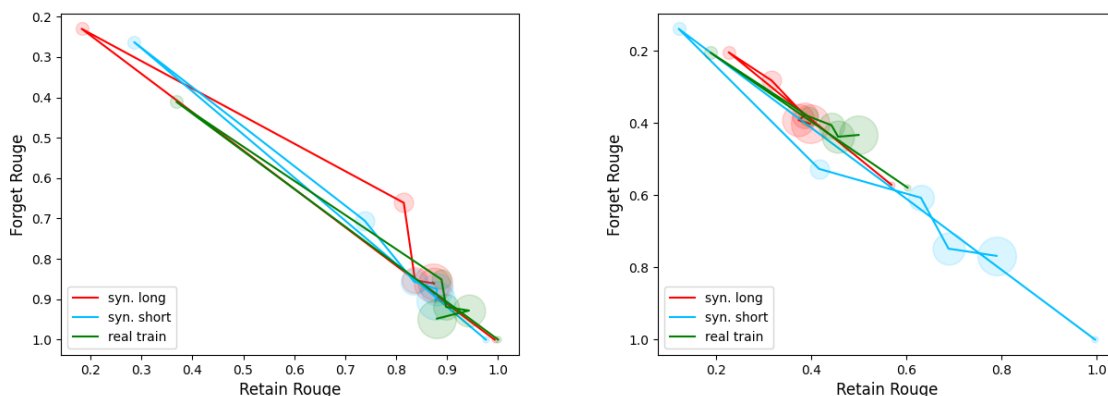 0.2
0.3
0.4
0.5
0.6
0.7
0.8
0.9
1.0
Forget Rouge
syn. long
syn. short
real train
0.2 0.3 0.4 0.5 0.6 0.7 0.8 0.9 1.0
Retain Rouge
0.2
0.4
0.6
0.8
1.0
Forget Rouge
syn. long
syn. short
real train
0.2 0.4 0.6 0.8 1.0
Retain Rouge